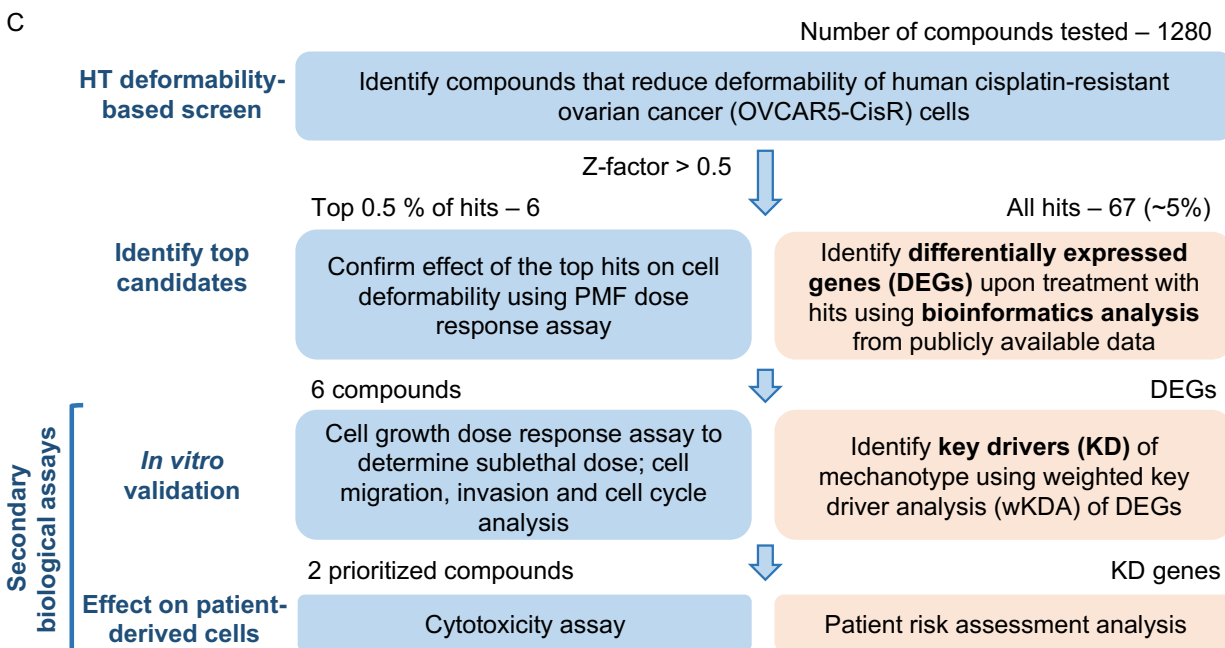 C
Number of compounds tested – 1280
HT deformability-
based screen
Identify compounds that reduce deformability of human cisplatin-resistant
ovarian cancer (OVCAR5-CisR) cells
Z-factor > 0.5
Top 0.5 % of hits – 6
All hits – 67 (~5%)
Identify top
candidates
Confirm effect of the top hits on cell
deformability using PMF dose
response assay
Identify differentially expressed
genes (DEGs) upon treatment with
hits using bioinformatics analysis
from publicly available data
6 compounds
DEGs
Secondary
biological assays
In vitro
validation
Cell growth dose response assay to
determine sublethal dose; cell
migration, invasion and cell cycle
analysis
Identify key drivers (KD) of
mechanotype using weighted key
driver analysis (wKDA) of DEGs
2 prioritized compounds
KD genes
Effect on patient-
derived cells
Cytotoxicity assay
Patient risk assessment analysis